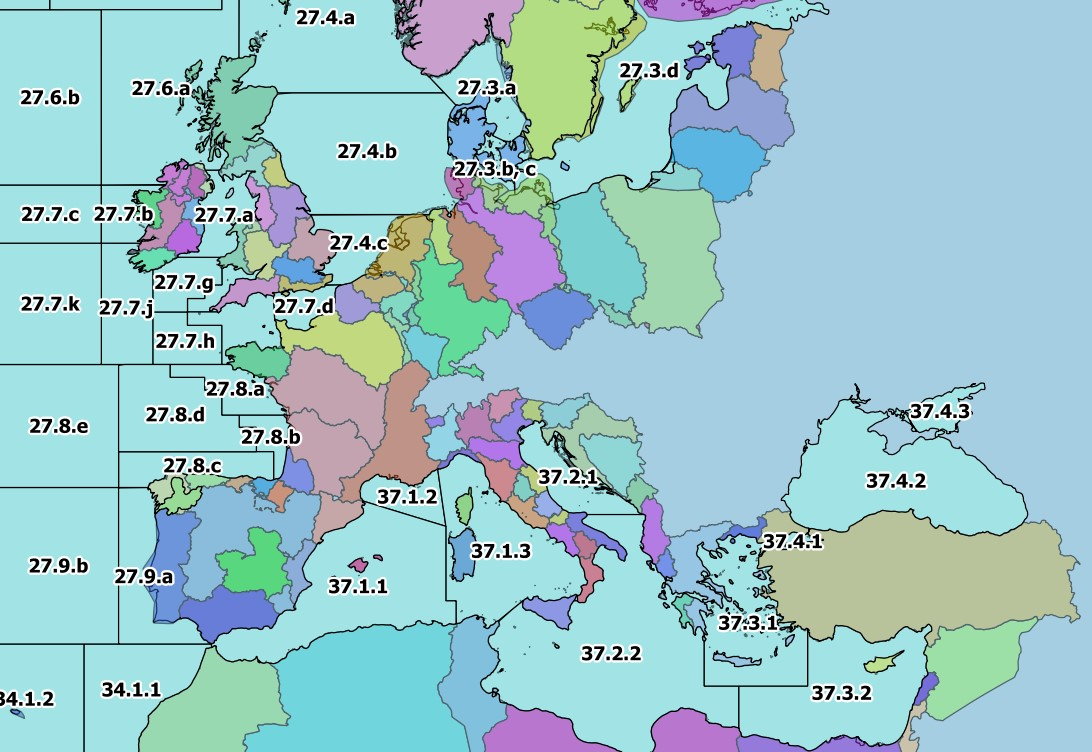 27.4.a
27.6.b
27.6.a
27.3.a
27.3.d
27.4.b
27.3.b, c
27.7.c
27.7.b
27.7.a
27.4.c
27.7.g
27.7.k
27.7.j
27.7.d
27.7.h
27.8.a
27.8.d
27.8.e
27.8.b
27.8.c
37.4.3
37.4.2
37.2.1
37.1.2
37.4.1
37.1.3
27.9.b
27.9.a
37.1.1
37.3.1
37.2.2
34.1.2
34.1.1
37.3.2